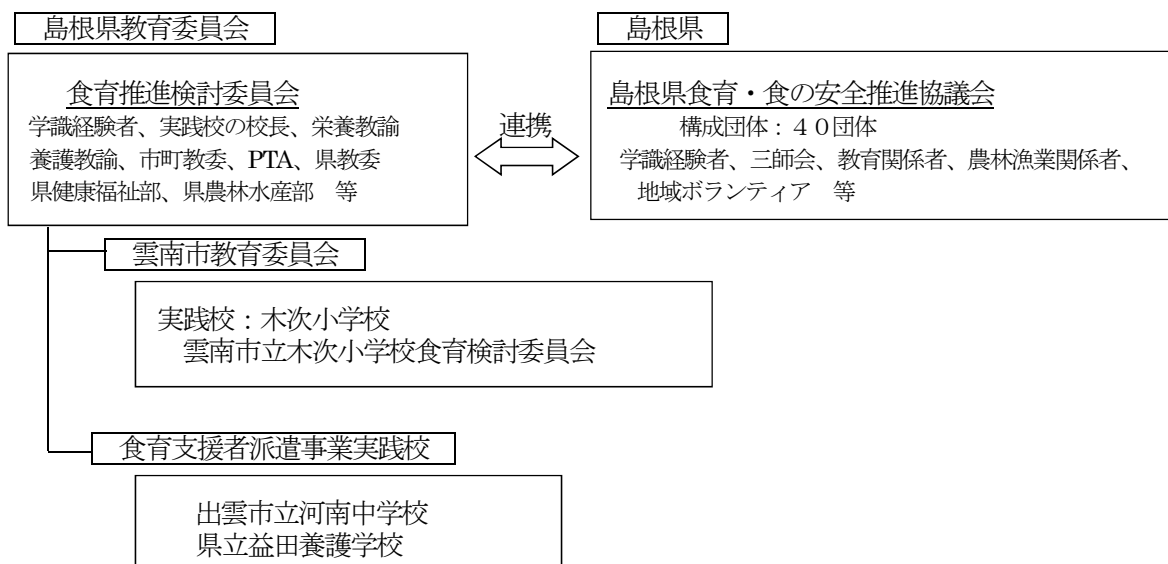 島根県教育委員会
食育推進検討委員会
学識経験者、実践校の校長、栄養教諭
養護教諭、市町教委、PTA、県教委
県健康福祉部、県農林水産部　等
連携
島根県
島根県食育・食の安全推進協議会
構成団体：４０団体
学識経験者、三師会、教育関係者、農林漁業関係者、
地域ボランティア　等
雲南市教育委員会
実践校：木次小学校
雲南市立木次小学校食育検討委員会
食育支援者派遣事業実践校
出雲市立河南中学校
県立益田養護学校